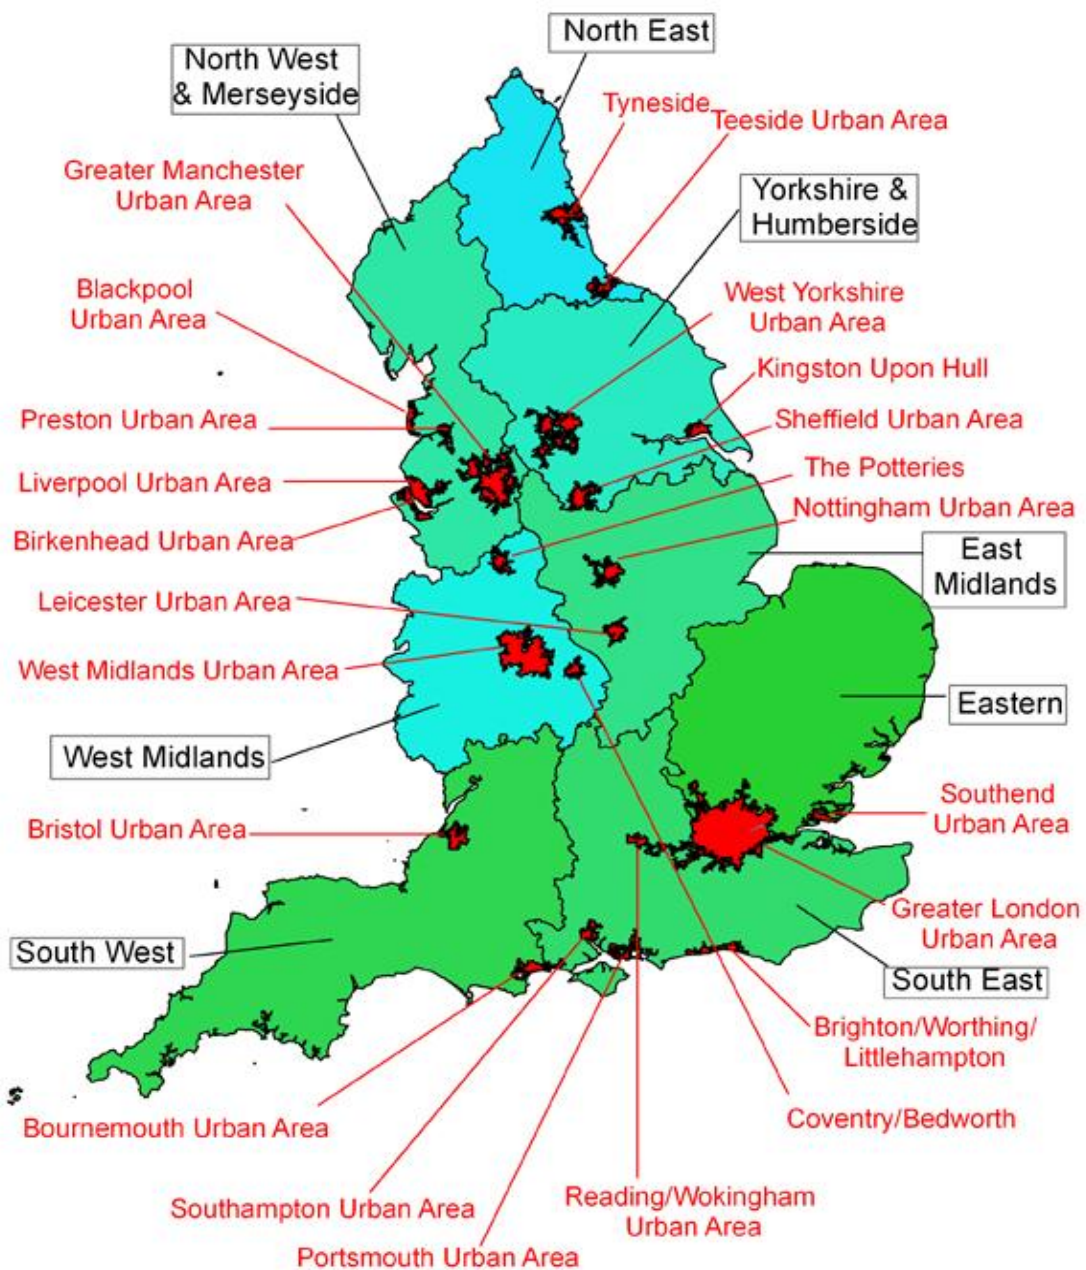 North East
North West
& Merseyside
Tyneside
Teeside Urban Area
Greater Manchester
Urban Area
Yorkshire &
Humberside
Blackpool
Urban Area
West Yorkshire
Urban Area
Kingston Upon Hull
Preston Urban Area
Sheffield Urban Area
The Potteries
Liverpool Urban Area
Nottingham Urban Area
Birkenhead Urban Area
East
Midlands
Leicester Urban Area
West Midlands Urban Area
Eastern
West Midlands
Southend
Urban Area
Bristol Urban Area
Greater London
Urban Area
South West
South East
Brighton/Worthing/
Littlehampton
Coventry/Bedworth
Bournemouth Urban Area
Southampton Urban Area
Reading/Wokingham
Urban Area
Portsmouth Urban Area